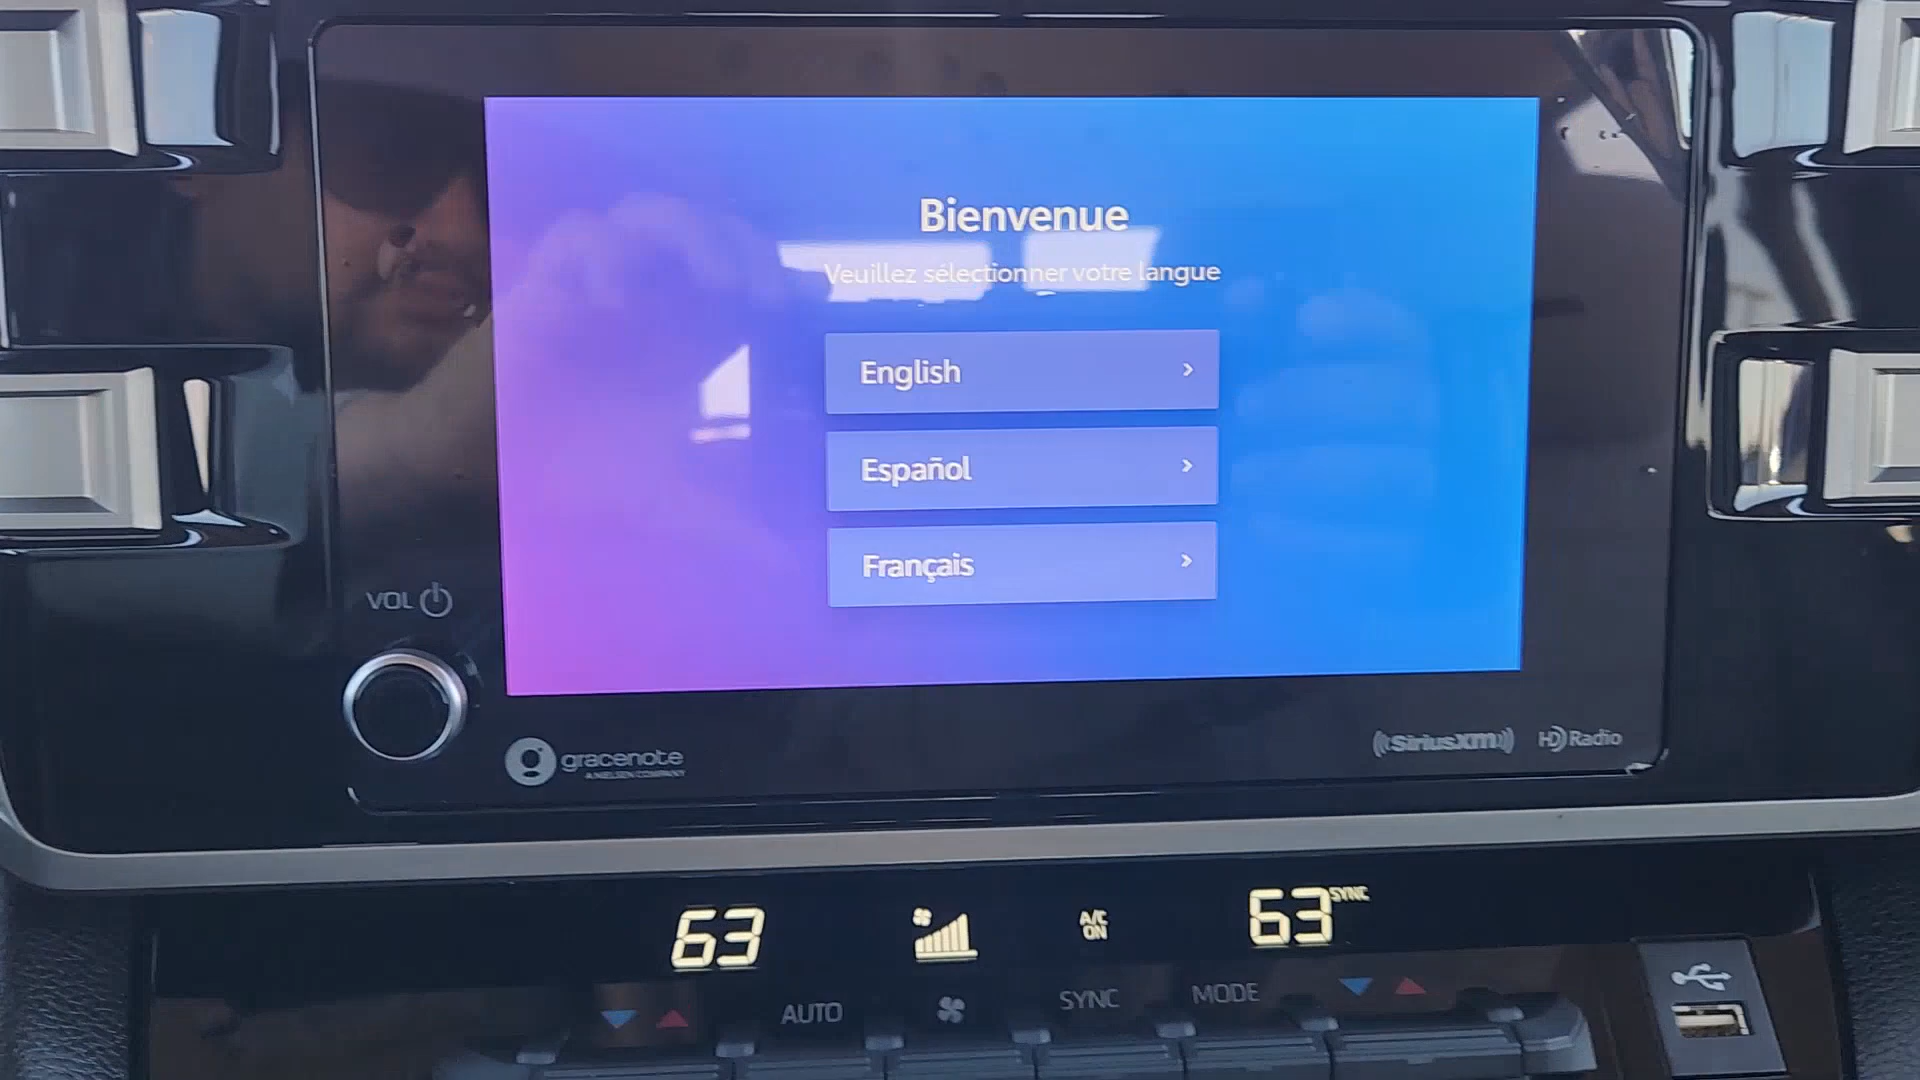 Bienvenue
Veuillez sélectionner votre langue
English
Español
Français
VOL
gracenote
A NIELSEN COMPANY
SiriusXM
HD Radio
63
A/C ON
63 SYNC
AUTO
SYNC
MODE